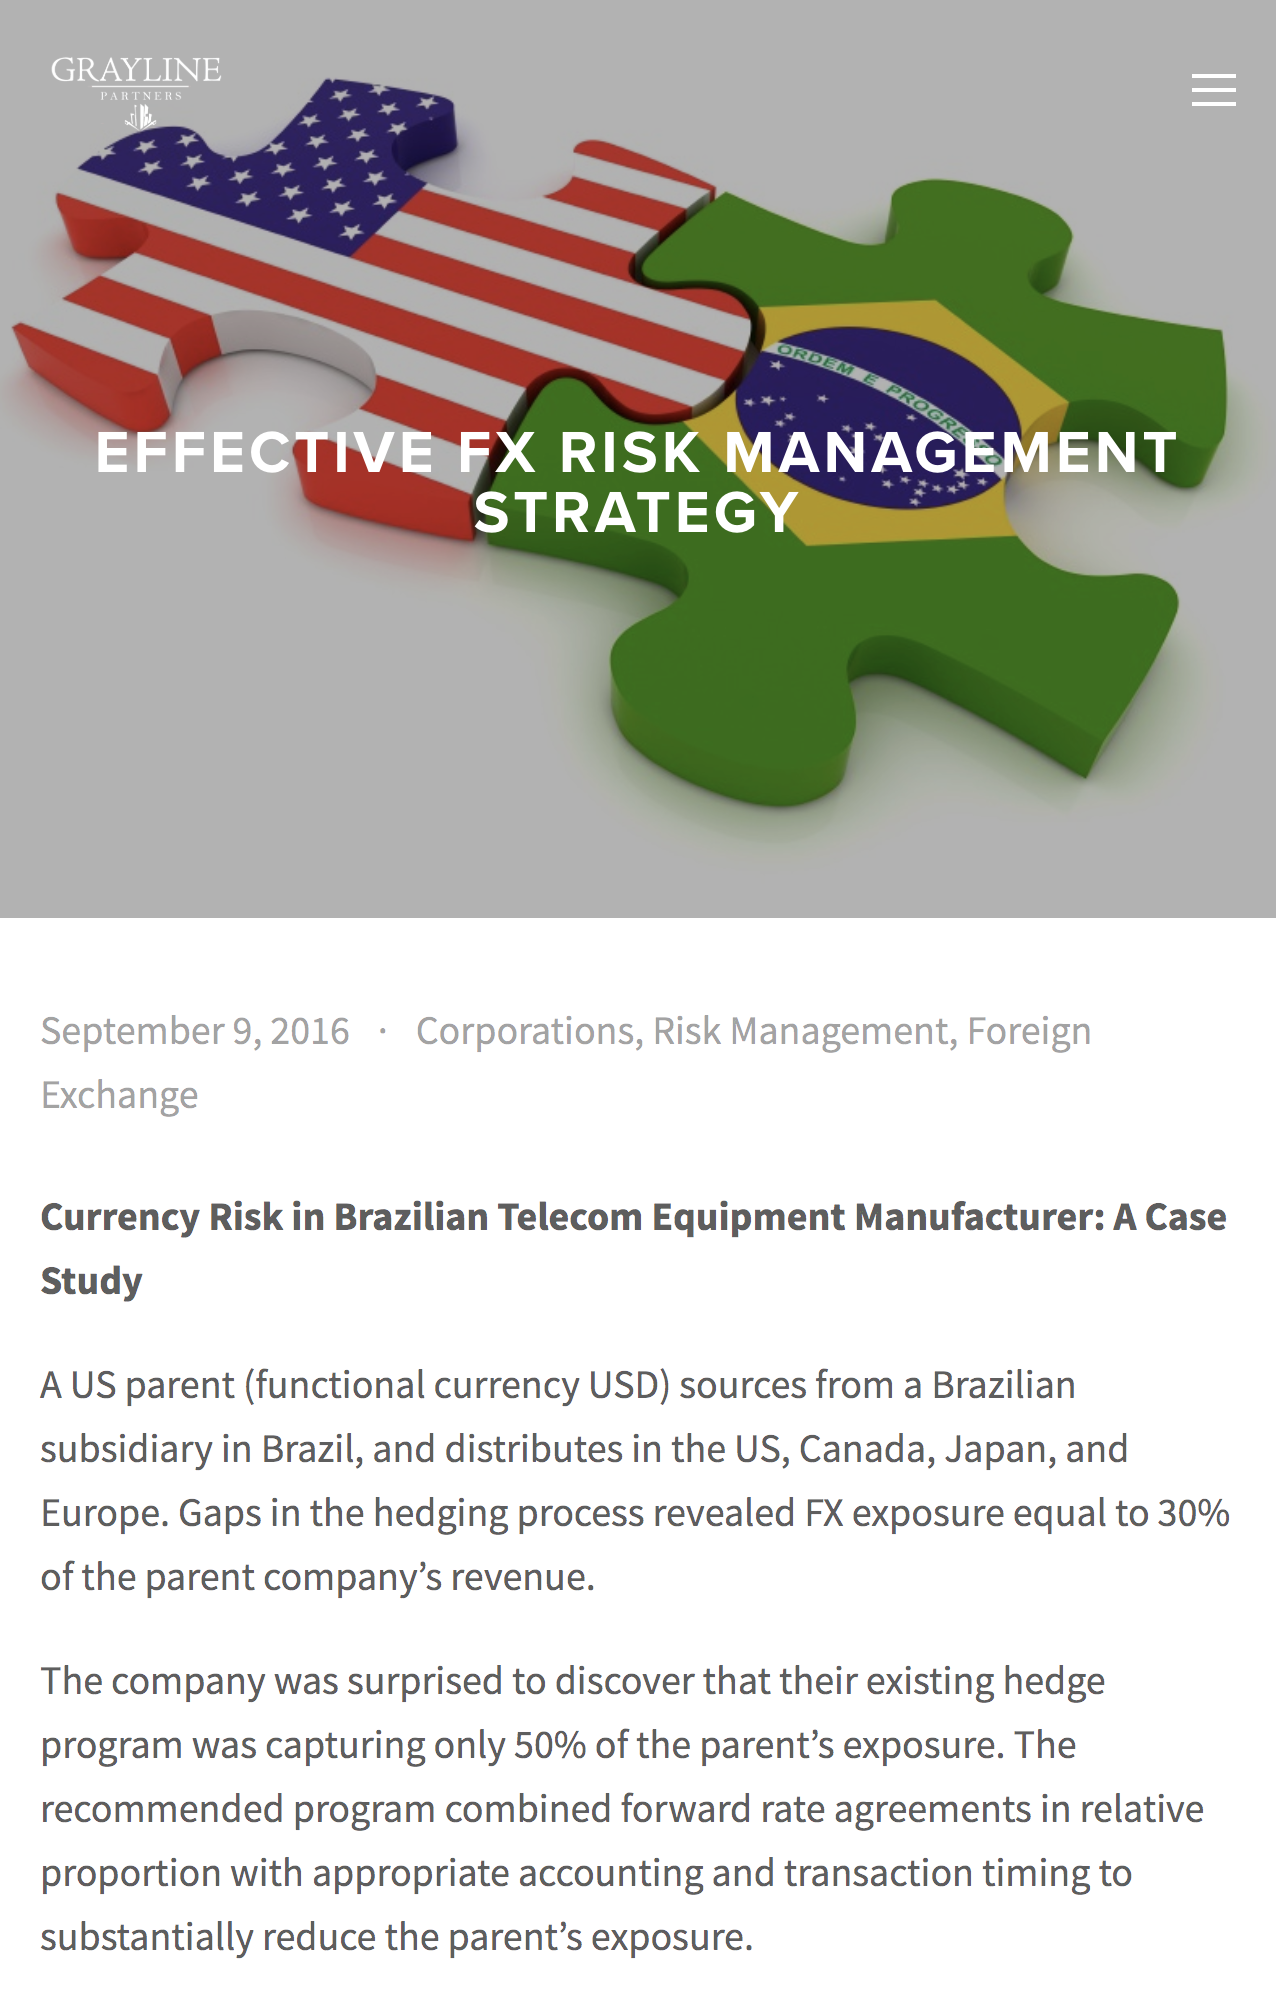 GRAYLINE
PARTNERS
ORDEM E PROGRESSO
EFFECTIVE FX RISK MANAGEMENT
STRATEGY
September 9, 2016 · Corporations, Risk Management, Foreign
Exchange
Currency Risk in Brazilian Telecom Equipment Manufacturer: A Case
Study
A US parent (functional currency USD) sources from a Brazilian
subsidiary in Brazil, and distributes in the US, Canada, Japan, and
Europe. Gaps in the hedging process revealed FX exposure equal to 30%
of the parent company’s revenue.
The company was surprised to discover that their existing hedge
program was capturing only 50% of the parent’s exposure. The
recommended program combined forward rate agreements in relative
proportion with appropriate accounting and transaction timing to
substantially reduce the parent’s exposure.